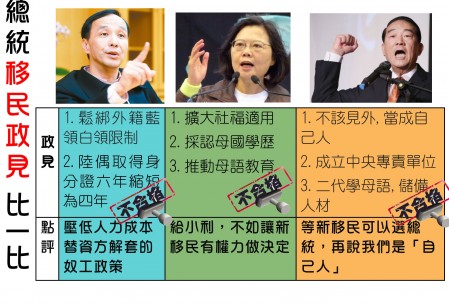 總統移民政見 比一比
政見
1. 鬆綁外籍藍
領白領限制
2. 陸偶取得身
分證六年縮短
為四年
不合格
1. 擴大社福適用
2. 採認母國學歷
3. 推動母語教育
不合格
1. 不該見外, 當成自
己人
2. 成立中央專責單位
3. 二代學母語, 儲備
人材
不合格
點評
壓低人力成本
替資方解套的
奴工政策
給小利，不如讓新
移民有權力做決定
等新移民可以選總
統，再說我們是「自
己人」